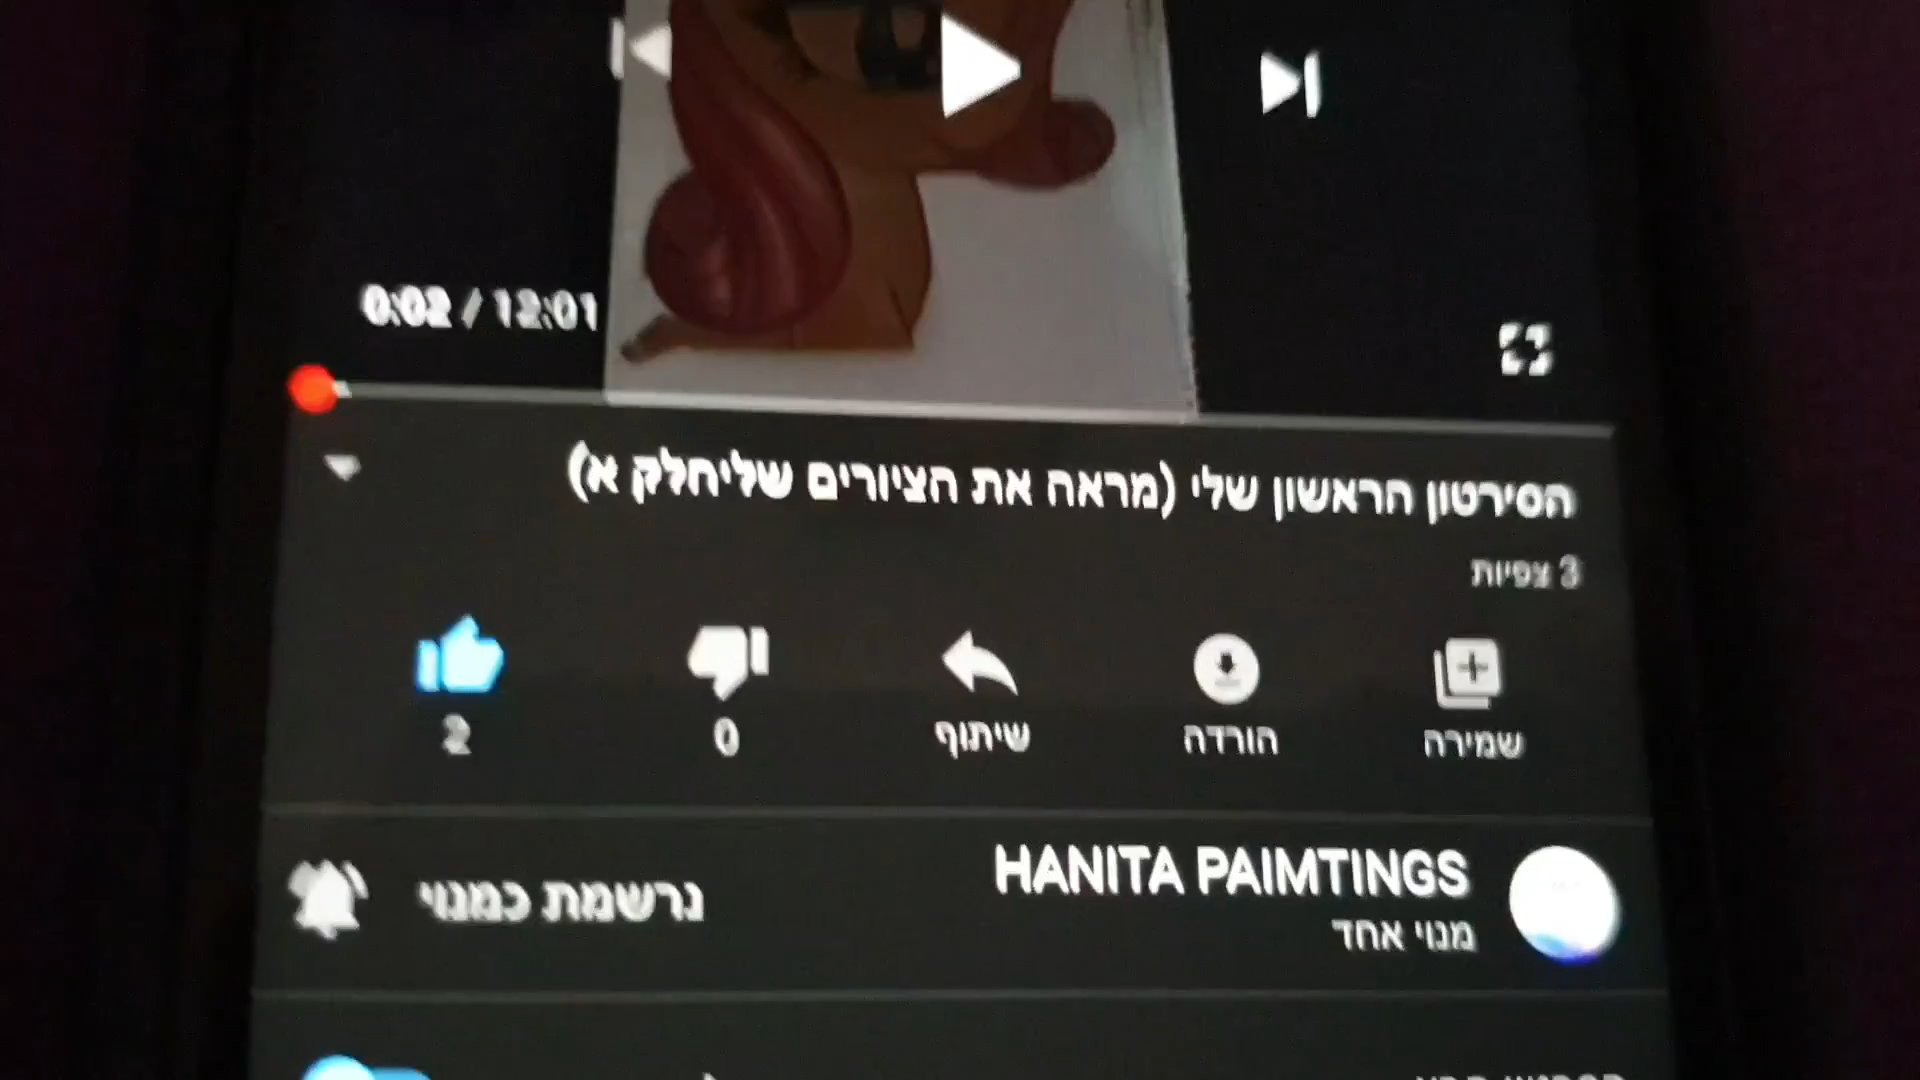 0:02 / 12:01
הסירטון הראשון שלי (מראה את הציורים שליחלק א)
3 צפיות
שמירה
הורדה
שיתוף
0
2
HANITA PAIMTINGS
מנוי אחד
נרשמת כמנוי